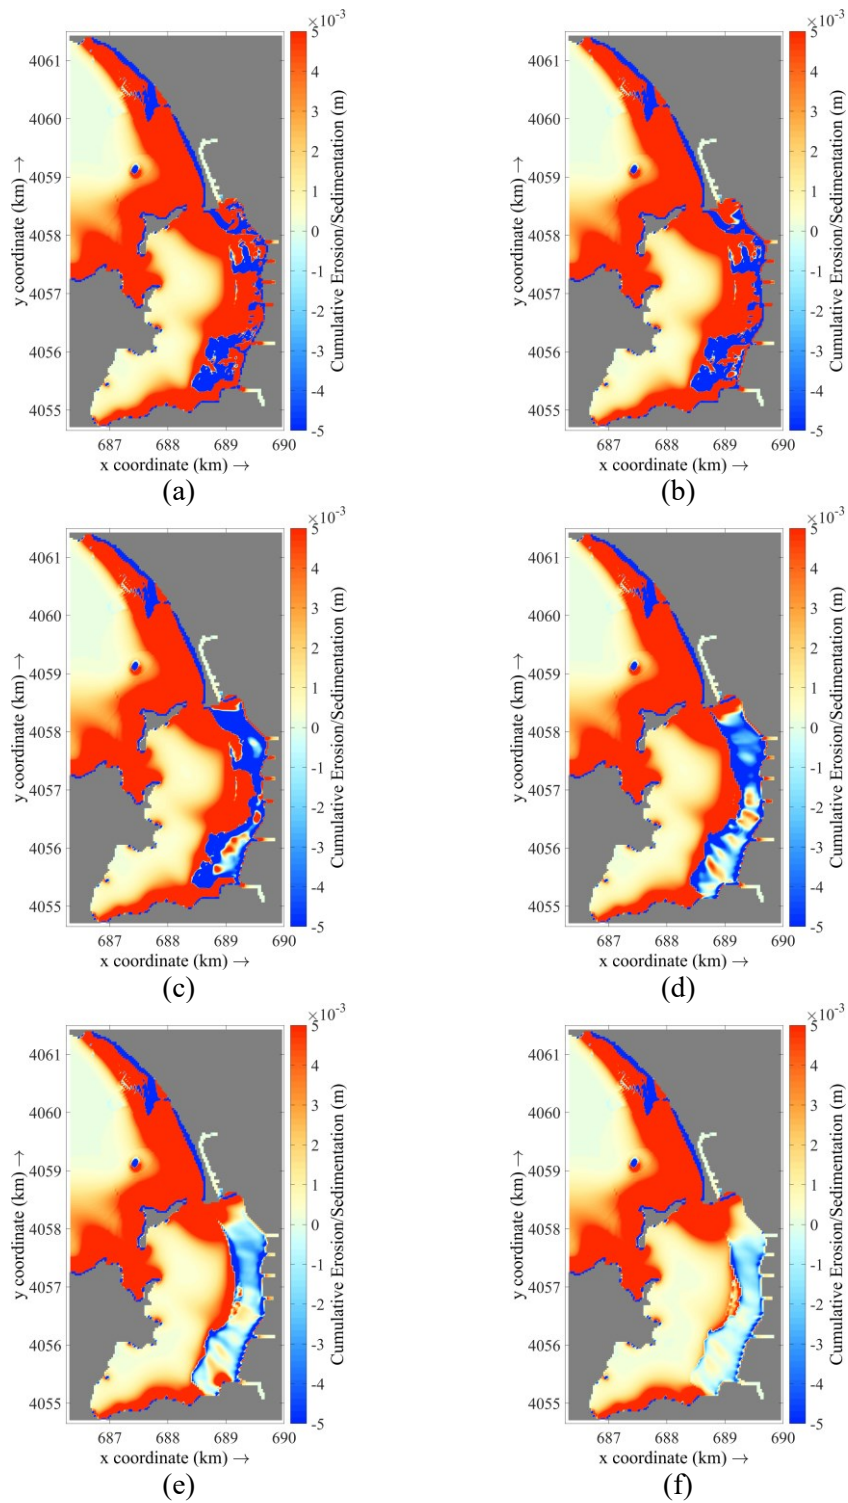 ×10⁻³ ×10⁻³
4061 4060 4059 4058 4057 4056 4055
y coordinate (km) →
687 688 689 690
x coordinate (km) →
5 4 3 2 1 0 -1 -2 -3 -4 -5
Cumulative Erosion/Sedimentation (m)
(a)
4061 4060 4059 4058 4057 4056 4055
y coordinate (km) →
687 688 689 690
x coordinate (km) →
5 4 3 2 1 0 -1 -2 -3 -4 -5
Cumulative Erosion/Sedimentation (m)
(b)
×10⁻³ ×10⁻³
4061 4060 4059 4058 4057 4056 4055
y coordinate (km) →
687 688 689 690
x coordinate (km) →
5 4 3 2 1 0 -1 -2 -3 -4 -5
Cumulative Erosion/Sedimentation (m)
(c)
4061 4060 4059 4058 4057 4056 4055
y coordinate (km) →
687 688 689 690
x coordinate (km) →
5 4 3 2 1 0 -1 -2 -3 -4 -5
Cumulative Erosion/Sedimentation (m)
(d)
×10⁻³ ×10⁻³
4061 4060 4059 4058 4057 4056 4055
y coordinate (km) →
687 688 689 690
x coordinate (km) →
5 4 3 2 1 0 -1 -2 -3 -4 -5
Cumulative Erosion/Sedimentation (m)
(e)
4061 4060 4059 4058 4057 4056 4055
y coordinate (km) →
687 688 689 690
x coordinate (km) →
5 4 3 2 1 0 -1 -2 -3 -4 -5
Cumulative Erosion/Sedimentation (m)
(f)